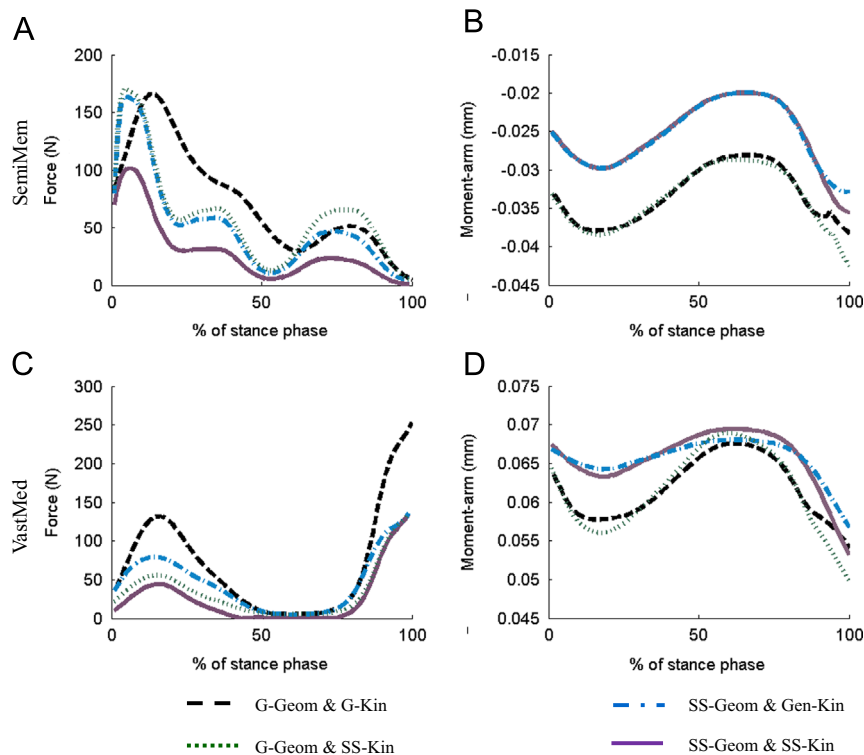 A
B
SemiMem
Force (N)
200
150
100
50
0
0
50
100
% of stance phase
Moment-arm (mm)
-0.015
-0.02
-0.025
-0.03
-0.035
-0.04
-0.045
0
50
100
% of stance phase
C
D
VastMed
Force (N)
300
250
200
150
100
50
0
0
50
100
% of stance phase
Moment-arm (mm)
0.075
0.07
0.065
0.06
0.055
0.05
0.045
0
50
100
% of stance phase
G-Geom & G-Kin
SS-Geom & Gen-Kin
G-Geom & SS-Kin
SS-Geom & SS-Kin